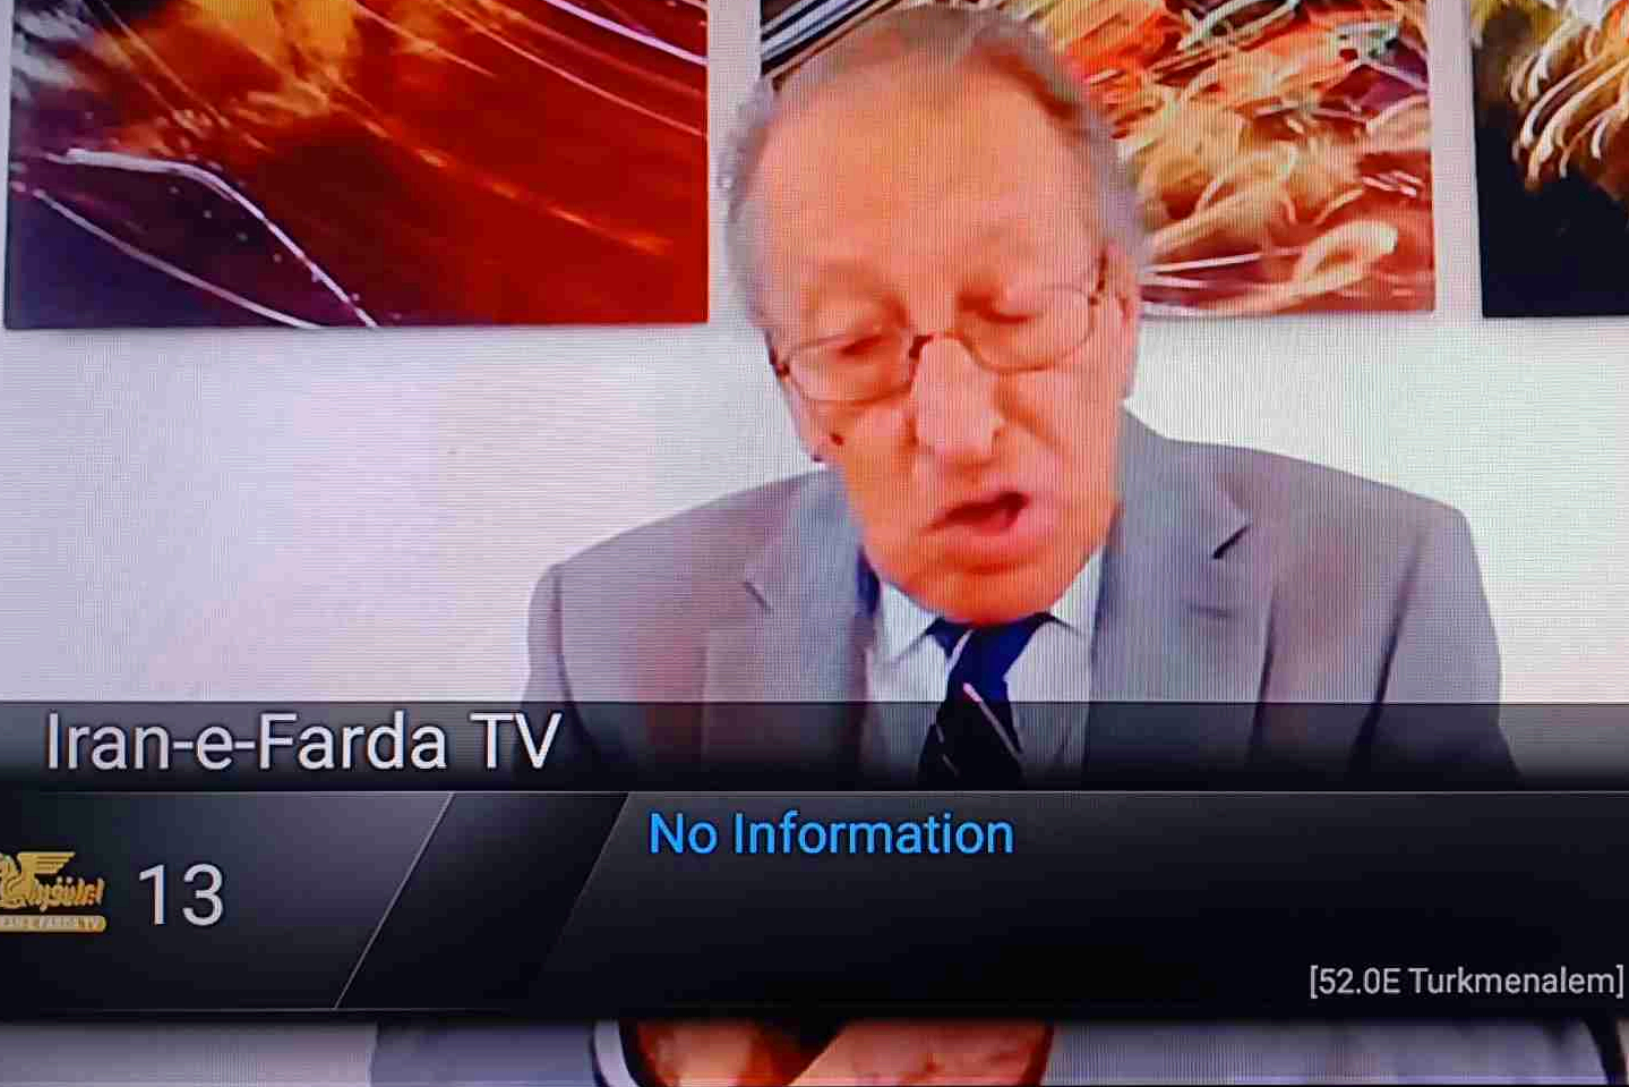 Iran-e-Farda TV
No Information
13
[52.0E Turkmenalem]